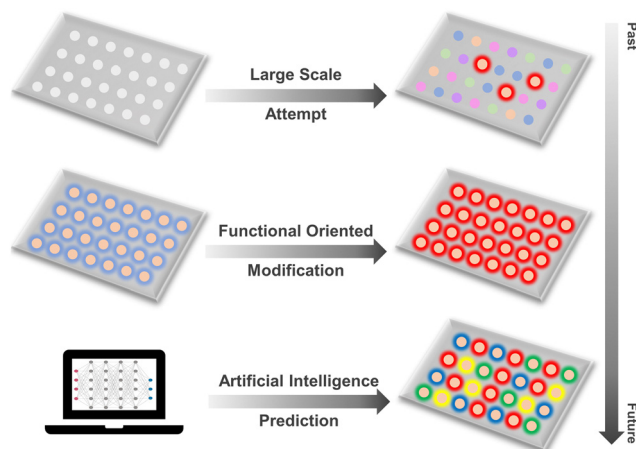 Past
Large Scale
Attempt
Functional Oriented
Modification
Artificial Intelligence
Prediction
Future